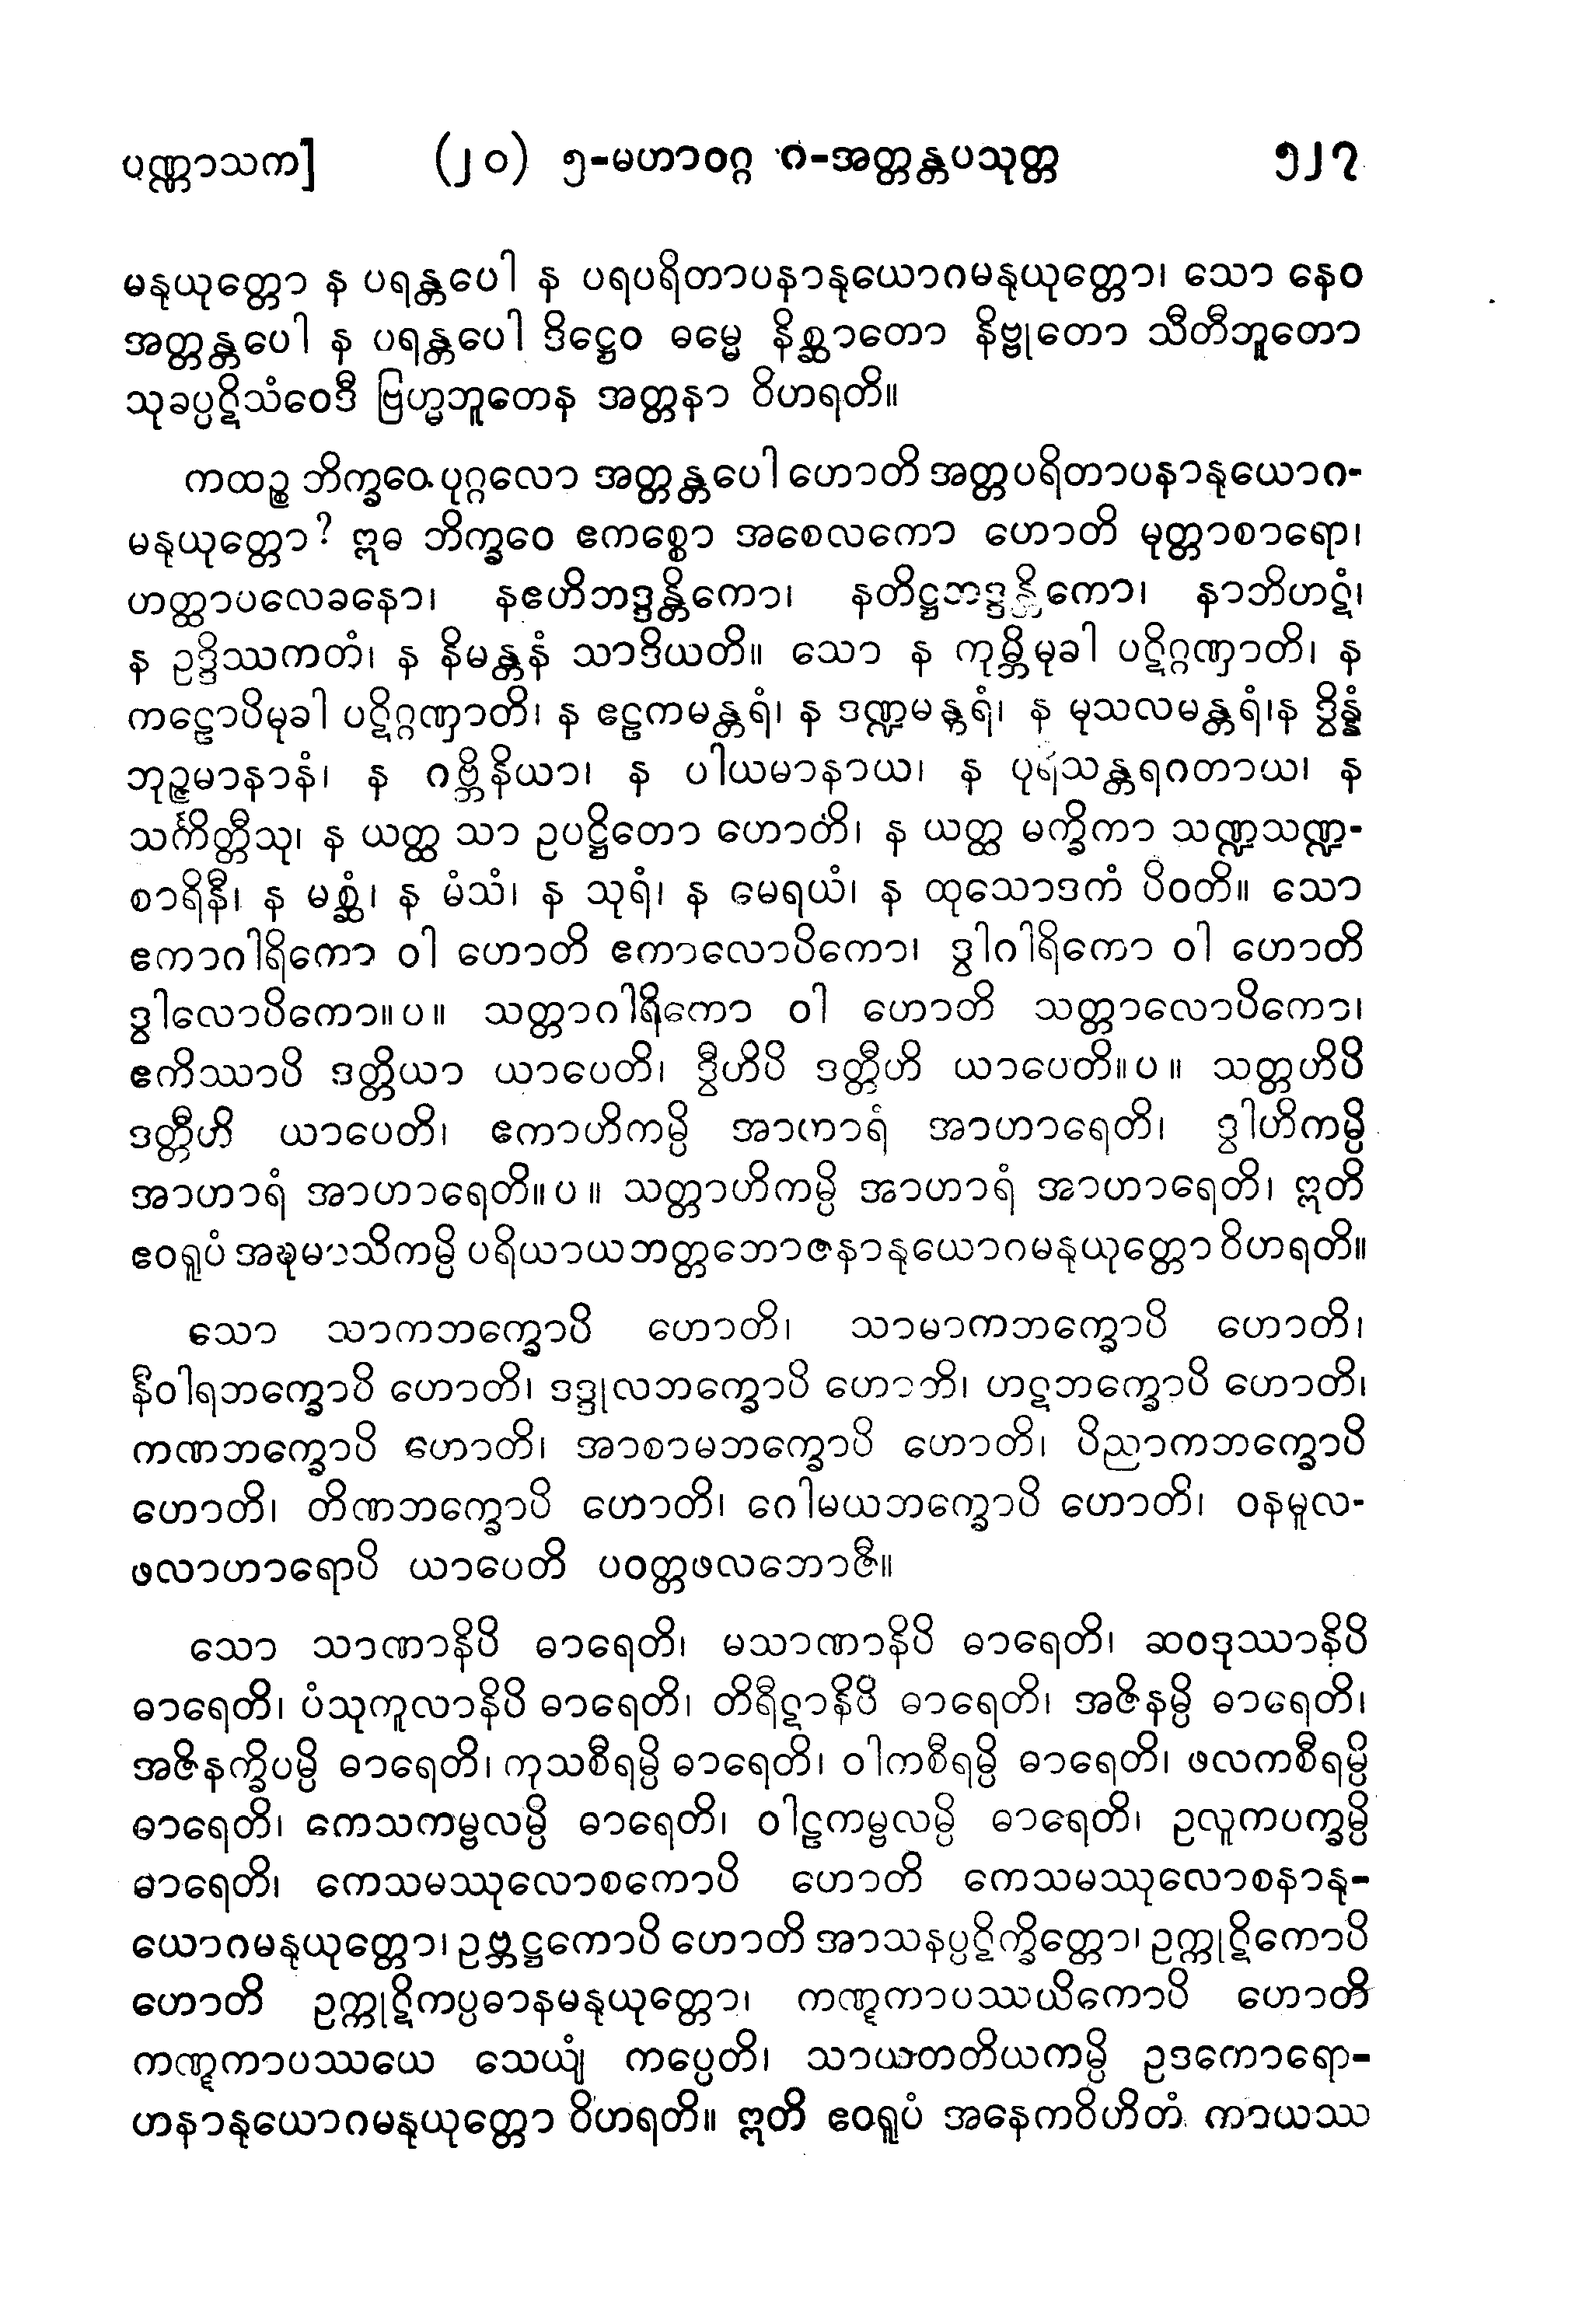 ပဏ္ဏာသက] (၂၀) ၅-မဟာဝဂ္ဂ ၈-အတ္တန္တပသုတ္တ ၅၂၇
မနုယုတ္တော န ပရန္တပေါ န ပရပရိတာပနာနုယောဂမနုယုတ္တော၊ သော နေဝ
အတ္တန္တပေါ န ပရန္တပေါ ဒိဋ္ဌေဝ ဓမ္မေ နိစ္ဆာတော နိဗ္ဗုတော သီတီဘူတော
သုခပ္ပဋိသံဝေဒီ ဗြဟ္မဘူတေန အတ္တနာ ဝိဟရတိ။
ကထဉ္စ ဘိက္ခဝေ ပုဂ္ဂလော အတ္တန္တပေါ ဟောတိ အတ္တပရိတာပနာနုယောဂ-
မနုယုတ္တော? ဣဓ ဘိက္ခဝေ ဧကစ္စော အစေလကော ဟောတိ မုတ္တာစာရော၊
ဟတ္ထာပလေခနော၊ နဧဟိဘဒ္ဒန္တိကော၊ နတိဋ္ဌဘဒ္ဒန္တိကော၊ နာဘိဟဋံ၊
န ဥဒ္ဒိဿကတံ၊ န နိမန္တနံ သာဒိယတိ။ သော န ကုမ္ဘိမုခါ ပဋိဂ္ဂဏှာတိ၊ န
ကဠောပိမုခါ ပဋိဂ္ဂဏှာတိ၊ န ဧဠကမန္တရံ၊ န ဒဏ္ဍမန္တရံ၊ န မုသလမန္တရံ၊ န ဒွိန္နံ
ဘုဉ္ဇမာနာနံ၊ န ဂဗ္ဘိနိယာ၊ န ပါယမာနာယ၊ န ပုရိသန္တရဂတာယ၊ န
သင်္ကိတ္တီသု၊ န ယတ္ထ သာ ဥပဋ္ဌိတော ဟောတိ၊ န ယတ္ထ မက္ခိကာ သဏ္ဍသဏ္ဍ-
စာရိနီ၊ န မစ္ဆံ၊ န မံသံ၊ န သုရံ၊ န မေရယံ၊ န ထုသောဒကံ ပိဝတိ။ သော
ဧကာဂါရိကော ဝါ ဟောတိ ဧကာလောပိကော၊ ဒွါဂါရိကော ဝါ ဟောတိ
ဒွါလောပိကော။ပ။ သတ္တာဂါရိကော ဝါ ဟောတိ သတ္တာလောပိကော၊
ဧကိဿာပိ ဒတ္တိယာ ယာပေတိ၊ ဒွီဟိပိ ဒတ္တီဟိ ယာပေတိ။ပ။ သတ္တဟိပိ
ဒတ္တီဟိ ယာပေတိ၊ ဧကာဟိကမ္ပိ အာဟာရံ အာဟာရေတိ၊ ဒွါဟိကမ္ပိ
အာဟာရံ အာဟာရေတိ။ပ။ သတ္တာဟိကမ္ပိ အာဟာရံ အာဟာရေတိ၊ ဣတိ
ဧဝရူပံ အဍ္ဎမာသိကမ္ပိ ပရိယာယဘတ္တဘောဇနာနုယောဂမနုယုတ္တော ဝိဟရတိ။
သော သာကဘက္ခောပိ ဟောတိ၊ သာမာကဘက္ခောပိ ဟောတိ၊
နီဝါရဘက္ခောပိ ဟောတိ၊ ဒဒ္ဒုလဘက္ခောပိ ဟောတိ၊ ဟဋဘက္ခောပိ ဟောတိ၊
ကဏဘက္ခောပိ ဟောတိ၊ အာစာမဘက္ခောပိ ဟောတိ၊ ပိညာကဘက္ခောပိ
ဟောတိ၊ တိဏဘက္ခောပိ ဟောတိ၊ ဂေါမယဘက္ခောပိ ဟောတိ၊ ဝနမူလ-
ဖလာဟာရောပိ ယာပေတိ ပဝတ္တဖလဘောဇီ။
သော သာဏာနိပိ ဓာရေတိ၊ မသာဏာနိပိ ဓာရေတိ၊ ဆဝဒုဿာနိပိ
ဓာရေတိ၊ ပံသုကူလာနိပိ ဓာရေတိ၊ တိရီဋာနိပိ ဓာရေတိ၊ အဇိနမ္ပိ ဓာရေတိ၊
အဇိနက္ခိပမ္ပိ ဓာရေတိ၊ ကုသစီရမ္ပိ ဓာရေတိ၊ ဝါကစီရမ္ပိ ဓာရေတိ၊ ဖလကစီရမ္ပိ
ဓာရေတိ၊ ကေသကမ္ဗလမ္ပိ ဓာရေတိ၊ ဝါဠကမ္ဗလမ္ပိ ဓာရေတိ၊ ဥလူကပက္ခမ္ပိ
ဓာရေတိ၊ ကေသမဿုလောစကောပိ ဟောတိ ကေသမဿုလောစနာနု-
ယောဂမနုယုတ္တော၊ ဥဗ္ဘဋ္ဌကောပိ ဟောတိ အာသနပ္ပဋိက္ခိတ္တော၊ ဥက္ကုဋိကောပိ
ဟောတိ ဥက္ကုဋိကပ္ပဓာနမနုယုတ္တော၊ ကဏ္ဋကာပဿယိကောပိ ဟောတိ
ကဏ္ဋကာပဿယေ သေယျံ ကပ္ပေတိ၊ သာယတတိယကမ္ပိ ဥဒကောရော-
ဟနာနုယောဂမနုယုတ္တော ဝိဟရတိ။ ဣတိ ဧဝရူပံ အနေကဝိဟိတံ ကာယဿ